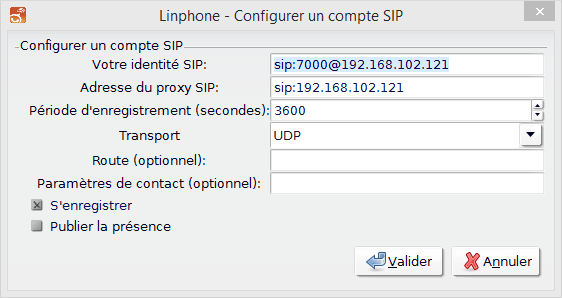 Linphone - Configurer un compte SIP
Configurer un compte SIP
Votre identité SIP: sip:7000@192.168.102.121
Adresse du proxy SIP: sip:192.168.102.121
Période d'enregistrement (secondes): 3600
Transport UDP
Route (optionnel):
Paramètres de contact (optionnel):
S'enregistrer
Publier la présence
Valider Annuler